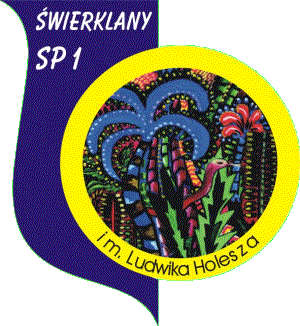 ŚWIERKLANY
SP 1
im. Ludwika Holesza